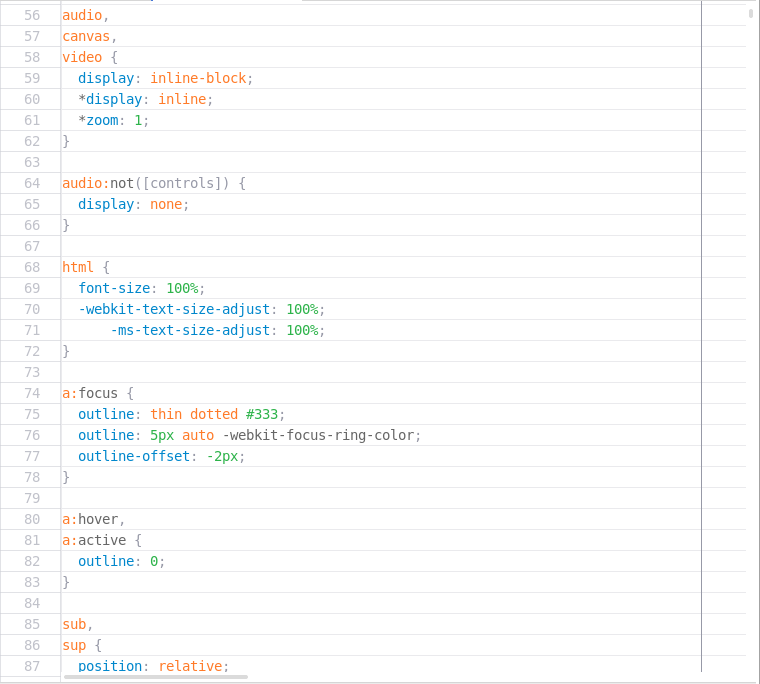 56 audio,
57 canvas,
58 video {
59   display: inline-block;
60   *display: inline;
61   *zoom: 1;
62 }
63
64 audio:not([controls]) {
65   display: none;
66 }
67
68 html {
69   font-size: 100%;
70   -webkit-text-size-adjust: 100%;
71       -ms-text-size-adjust: 100%;
72 }
73
74 a:focus {
75   outline: thin dotted #333;
76   outline: 5px auto -webkit-focus-ring-color;
77   outline-offset: -2px;
78 }
79
80 a:hover,
81 a:active {
82   outline: 0;
83 }
84
85 sub,
86 sup {
87   position: relative;